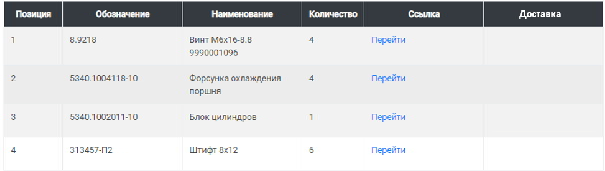 Позиция Обозначение Наименование Количество Ссылка Доставка
1 8.9218 Винт М6х16-8.8 4 Перейти
9990001096
2 5340.1004118-10 Форсунка охлаждения 4 Перейти
поршня
3 5340.1002011-10 Блок цилиндров 1 Перейти
4 313457-П2 Штифт 8х12 6 Перейти